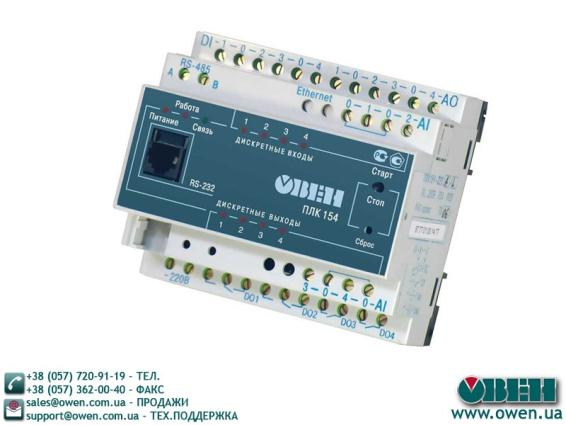 DI-1-0-2-3-0-4 1-0-2-3-0-4-AO
RS-485
A B
Ethernet
0-1-0-2-AI
Работа
Питание
Связь
1 2 3 4
ДИСКРЕТНЫЕ ВХОДЫ
Старт
RS-232
ОВЕН
ПЛК 154
Стоп
Сброс
ДИСКРЕТНЫЕ ВЫХОДЫ
1 2 3 4
~220В
DO1
3-0-4-0-AI
DO2
DO3
DO4
+38 (057) 720-91-19 - ТЕЛ.
+38 (057) 362-00-40 - ФАКС
sales@owen.com.ua - ПРОДАЖИ
support@owen.com.ua - ТЕХ.ПОДДЕРЖКА
ОВЕН
www.owen.ua